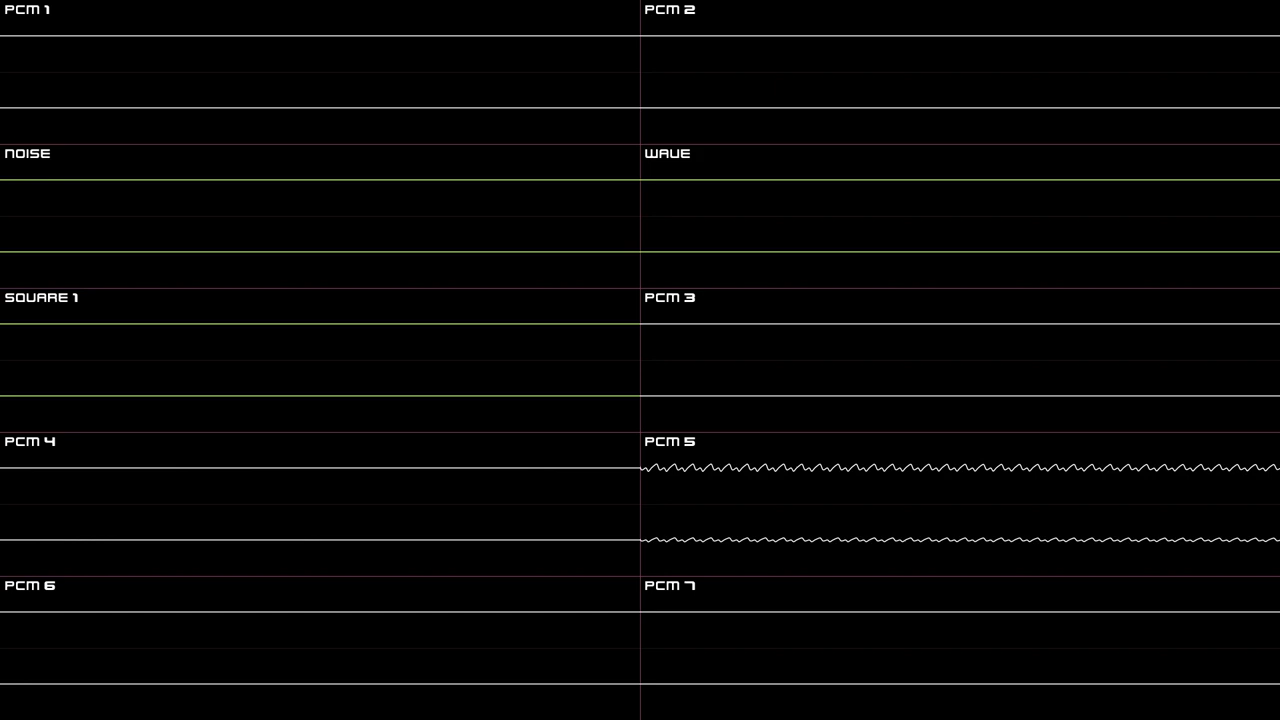 PCM 1
PCM 2
NOISE
WAVE
SQUARE 1
PCM 3
PCM 4
PCM 5
PCM 6
PCM 7